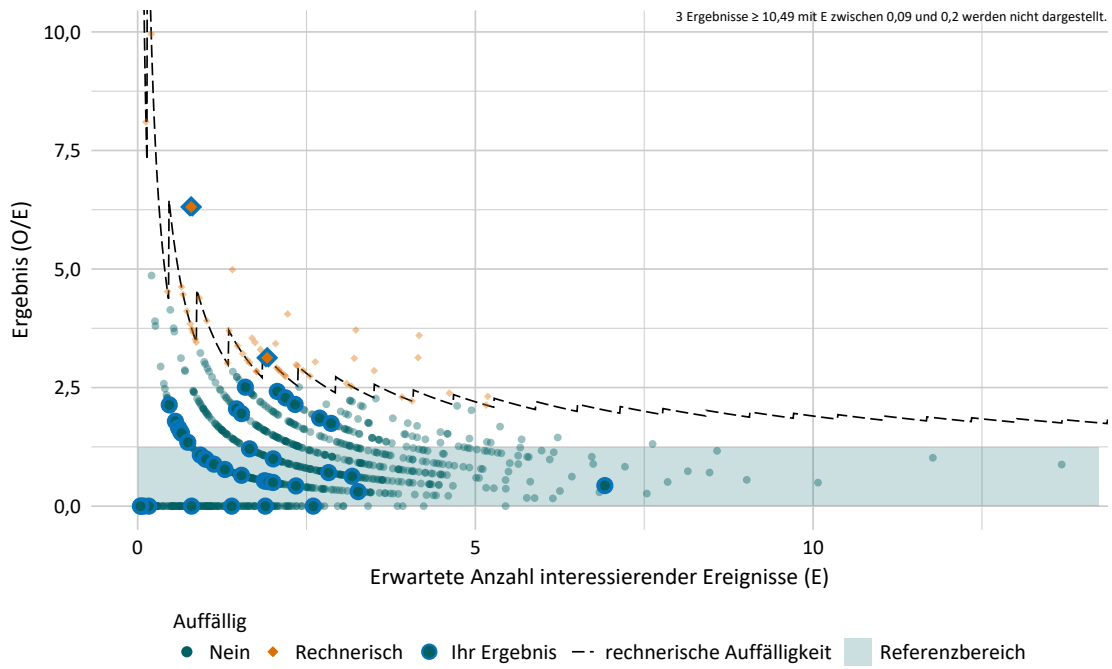 3 Ergebnisse ≥ 10,49 mit E zwischen 0,09 und 0,2 werden nicht dargestellt.
10,0
7,5
5,0
2,5
0,0
Ergebnis (O/E)
0 5 10
Erwartete Anzahl interessierender Ereignisse (E)
Auffällig
Nein Rechnerisch Ihr Ergebnis rechnerische Auffälligkeit Referenzbereich